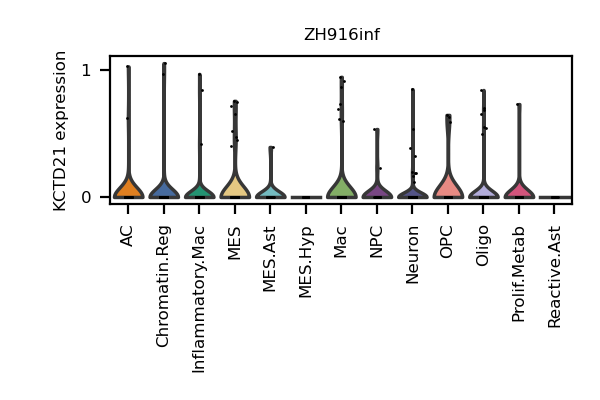 ZH916inf
KCTD21 expression
1
0
AC
Chromatin.Reg
Inflammatory.Mac
MES
MES.Ast
MES.Hyp
Mac
NPC
Neuron
OPC
Oligo
Prolif.Metab
Reactive.Ast